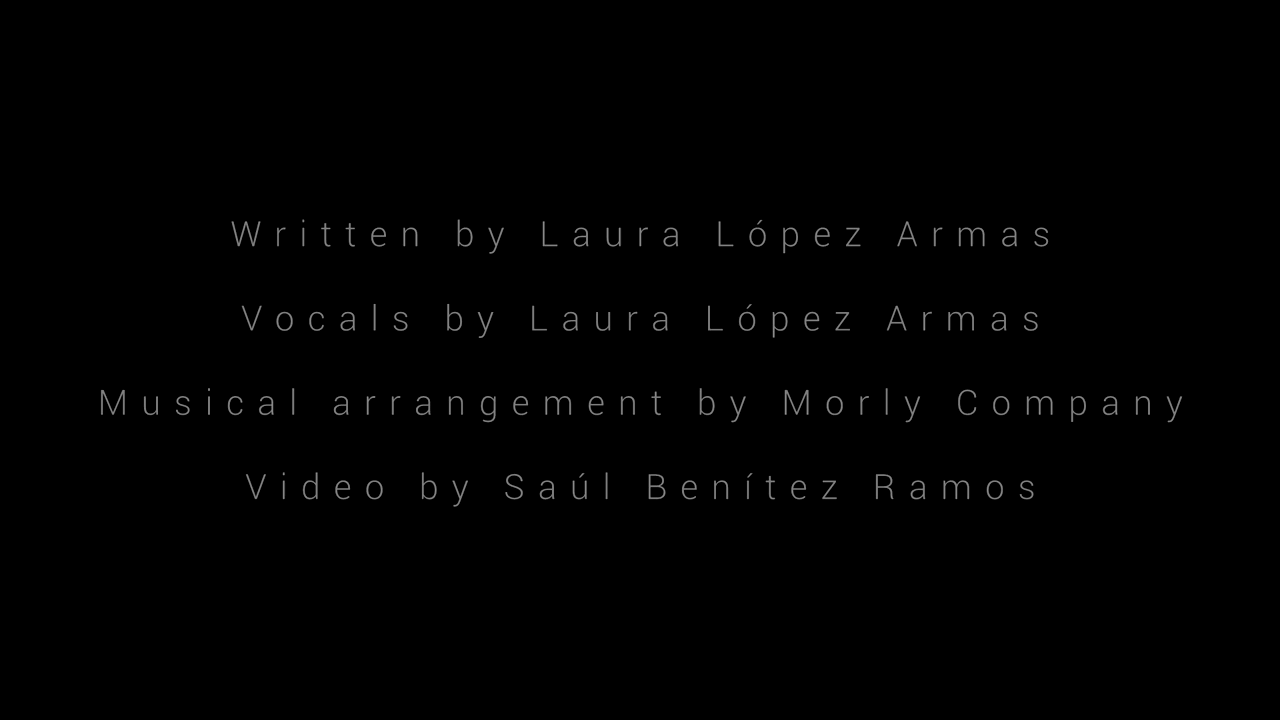 Written by Laura López Armas
Vocals by Laura López Armas
Musical arrangement by Morly Company
Video by Saúl Benítez Ramos